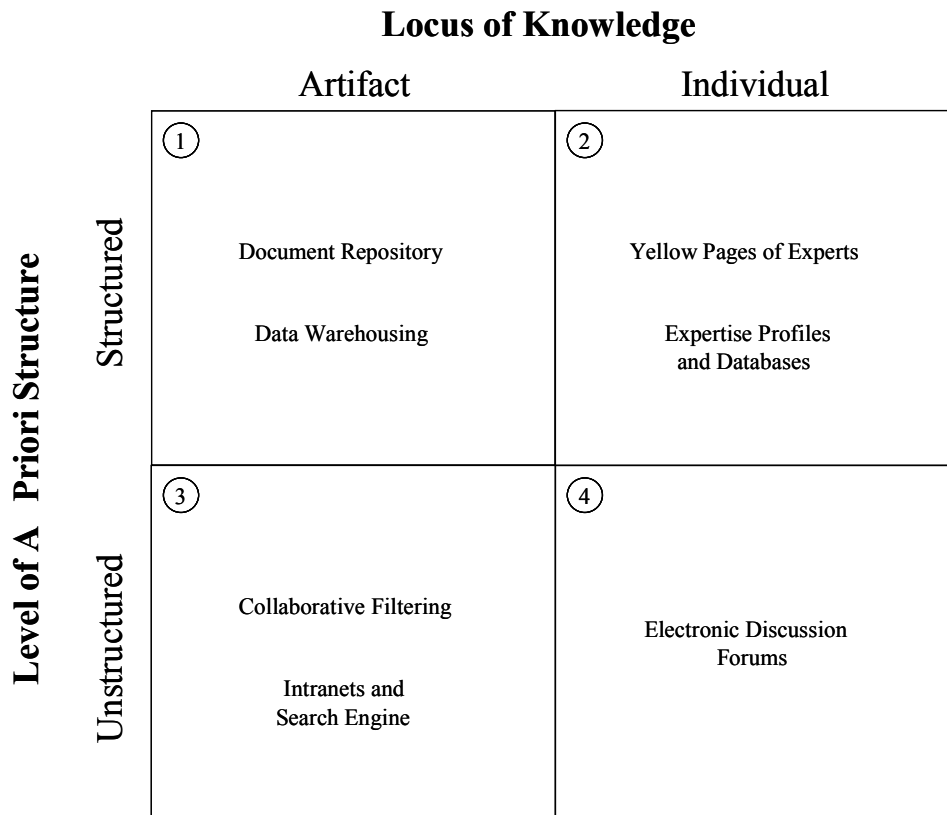 Locus of Knowledge
Artifact
Individual
Level of A Priori Structure
Structured
1
Document Repository
Data Warehousing
2
Yellow Pages of Experts
Expertise Profiles
and Databases
Unstructured
3
Collaborative Filtering
Intranets and
Search Engine
4
Electronic Discussion
Forums